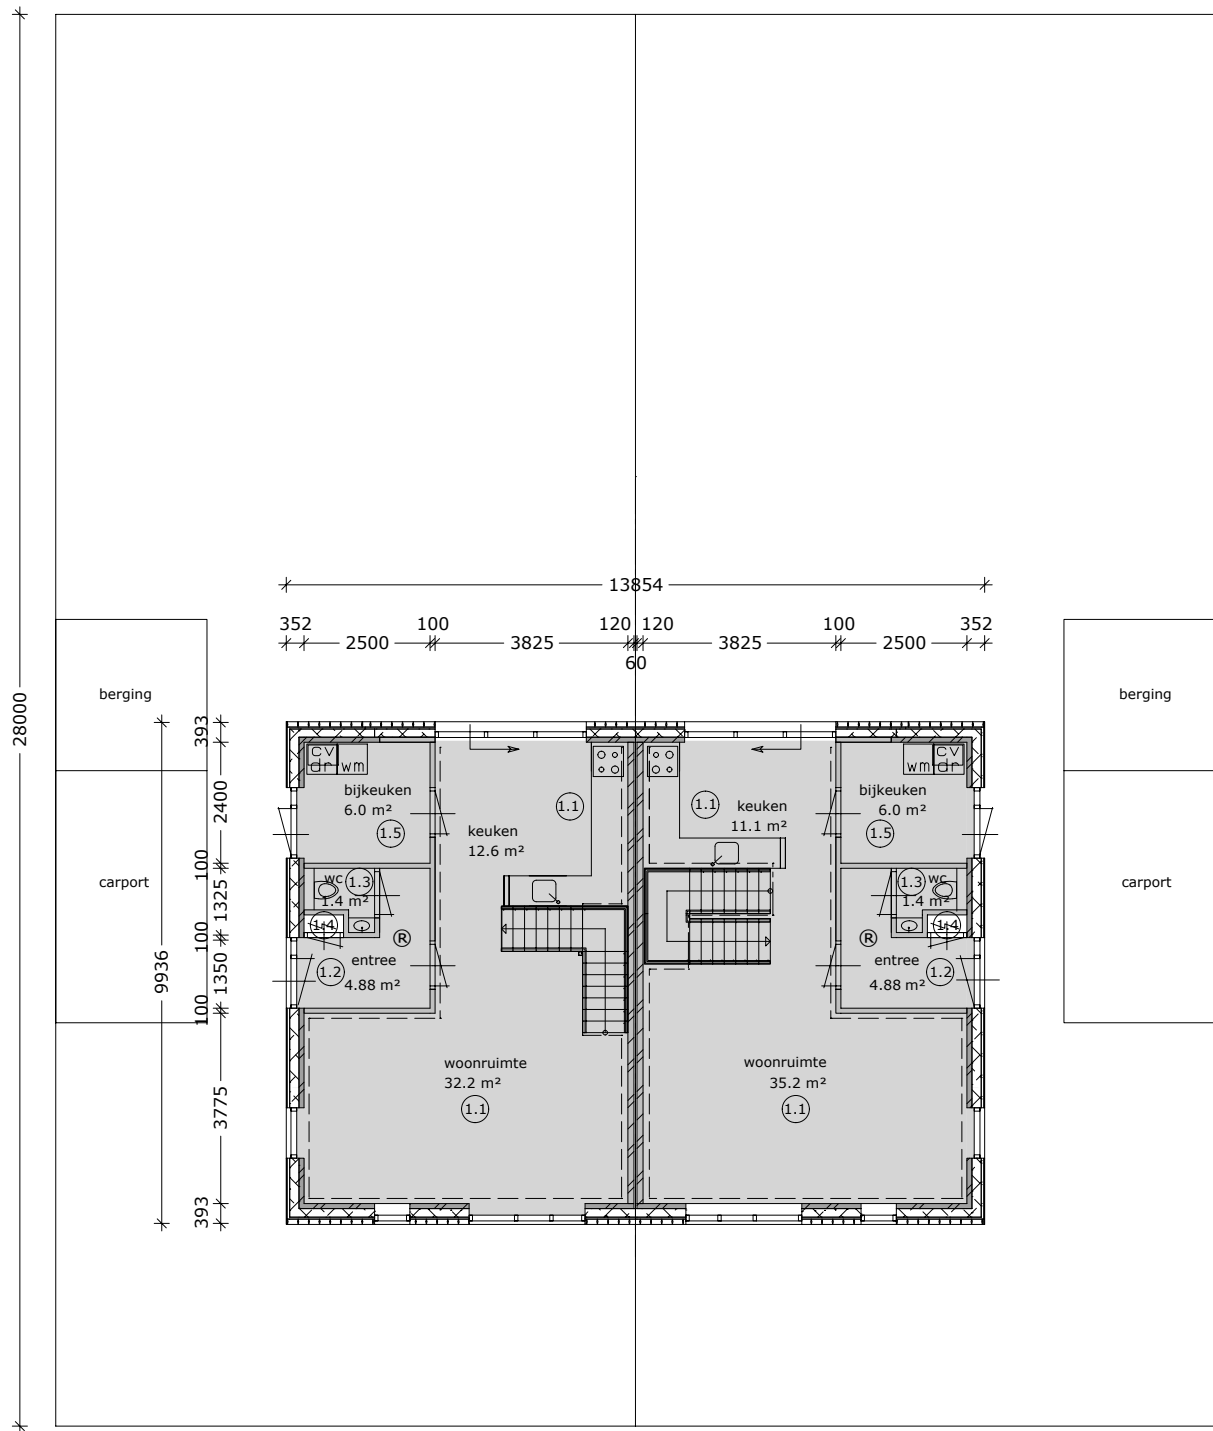 13854
352 100 120 120 100 352
2500 3825 3825 2500
60
28000
9936
393
2400
100
1325
100
1350
100
3775
393
berging
carport
berging
carport
cv
dr wm
bijkeuken
6.0 m²
1.5
1.1
keuken
12.6 m²
wc
1.3
1.4 m²
1.4
R
entree
1.2
4.88 m²
woonruimte
32.2 m²
1.1
1.1
keuken
11.1 m²
cv
wm dr
bijkeuken
6.0 m²
1.5
1.3 wc
1.4 m²
1.4
R
entree
4.88 m²
1.2
woonruimte
35.2 m²
1.1